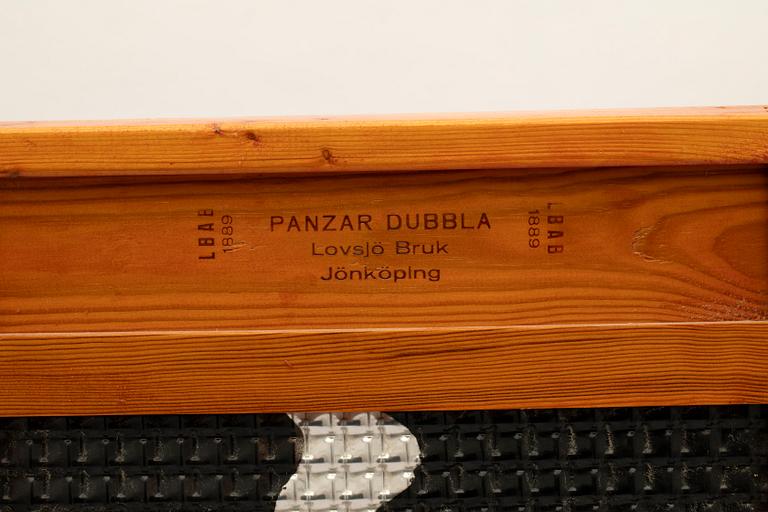 LBAB
1889
PANZAR DUBBLA
Lovsjö Bruk
Jönköping
LBAB
1889